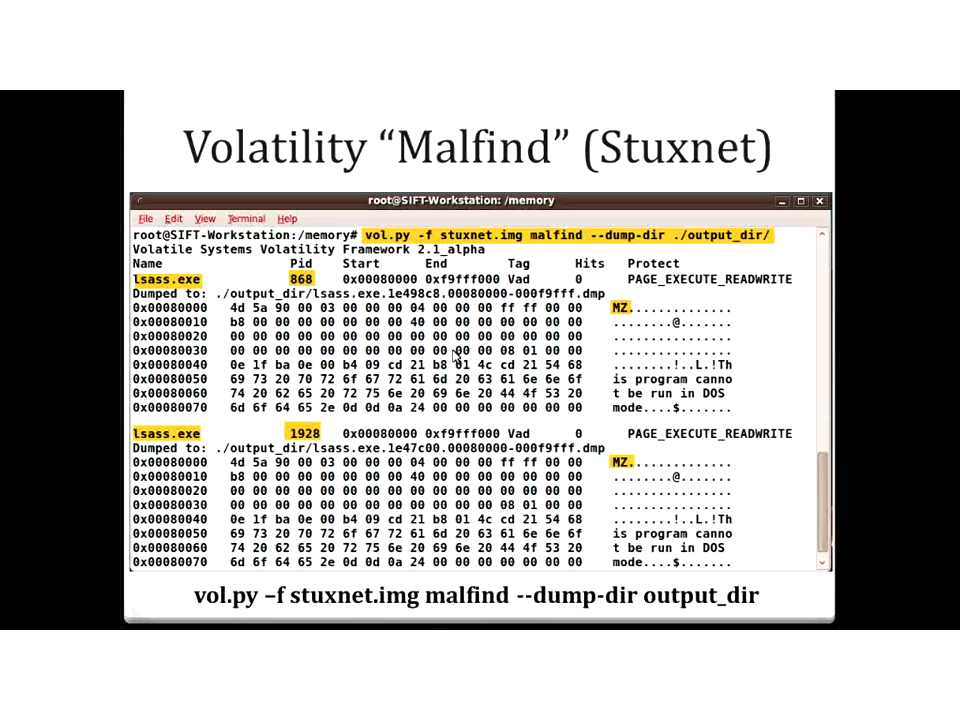 Volatility “Malfind” (Stuxnet)
root@SIFT-Workstation: /memory
File Edit View Terminal Help
root@SIFT-Workstation:/memory# vol.py -f stuxnet.img malfind --dump-dir ./output_dir/
Volatile Systems Volatility Framework 2.1_alpha
Name Pid Start End Tag Hits Protect
lsass.exe 868 0x00080000 0xf9fff000 Vad 0 PAGE_EXECUTE_READWRITE
Dumped to: ./output_dir/lsass.exe.1e498c8.00080000-000f9fff.dmp
0x00080000 4d 5a 90 00 03 00 00 00 04 00 00 00 ff ff 00 00 MZ..............
0x00080010 b8 00 00 00 00 00 00 00 40 00 00 00 00 00 00 00 ........@.......
0x00080020 00 00 00 00 00 00 00 00 00 00 00 00 00 00 00 00 ................
0x00080030 00 00 00 00 00 00 00 00 00 00 00 00 08 01 00 00 ................
0x00080040 0e 1f ba 0e 00 b4 09 cd 21 b8 01 4c cd 21 54 68 ........!..L.!Th
0x00080050 69 73 20 70 72 6f 67 72 61 6d 20 63 61 6e 6e 6f is program canno
0x00080060 74 20 62 65 20 72 75 6e 20 69 6e 20 44 4f 53 20 t be run in DOS
0x00080070 6d 6f 64 65 2e 0d 0d 0a 24 00 00 00 00 00 00 00 mode....$.......
lsass.exe 1928 0x00080000 0xf9fff000 Vad 0 PAGE_EXECUTE_READWRITE
Dumped to: ./output_dir/lsass.exe.1e47c00.00080000-000f9fff.dmp
0x00080000 4d 5a 90 00 03 00 00 00 04 00 00 00 ff ff 00 00 MZ..............
0x00080010 b8 00 00 00 00 00 00 00 40 00 00 00 00 00 00 00 ........@.......
0x00080020 00 00 00 00 00 00 00 00 00 00 00 00 00 00 00 00 ................
0x00080030 00 00 00 00 00 00 00 00 00 00 00 00 08 01 00 00 ................
0x00080040 0e 1f ba 0e 00 b4 09 cd 21 b8 01 4c cd 21 54 68 ........!..L.!Th
0x00080050 69 73 20 70 72 6f 67 72 61 6d 20 63 61 6e 6e 6f is program canno
0x00080060 74 20 62 65 20 72 75 6e 20 69 6e 20 44 4f 53 20 t be run in DOS
0x00080070 6d 6f 64 65 2e 0d 0d 0a 24 00 00 00 00 00 00 00 mode....$.......
vol.py –f stuxnet.img malfind --dump-dir output_dir